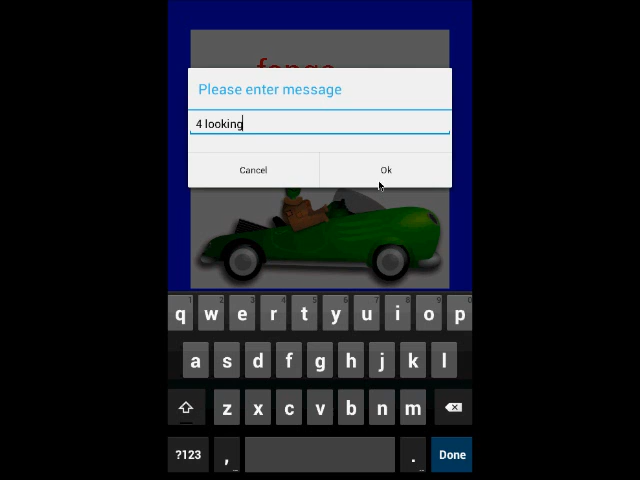 Please enter message
4 looking
Cancel Ok
q w e r t y u i o p
a s d f g h j k l
z x c v b n m
?123 , . Done